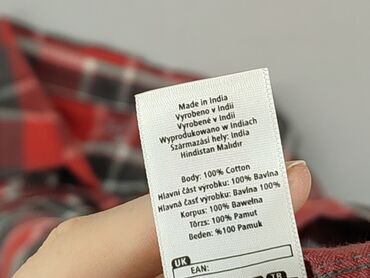 Made in India
Vyrobeno v Indii
Vyrobené v Indii
Wyprodukowano w Indiach
Származási hely: India
Hindistan Malıdır
Body: 100% Cotton
Hlavní část výrobku: 100% Bavlna
Hlavná časť výrobku: Bavlna 100%
Korpus: 100% Bawełna
Törzs: 100% Pamut
Beden: %100 Pamuk
UK
EAN:
TR